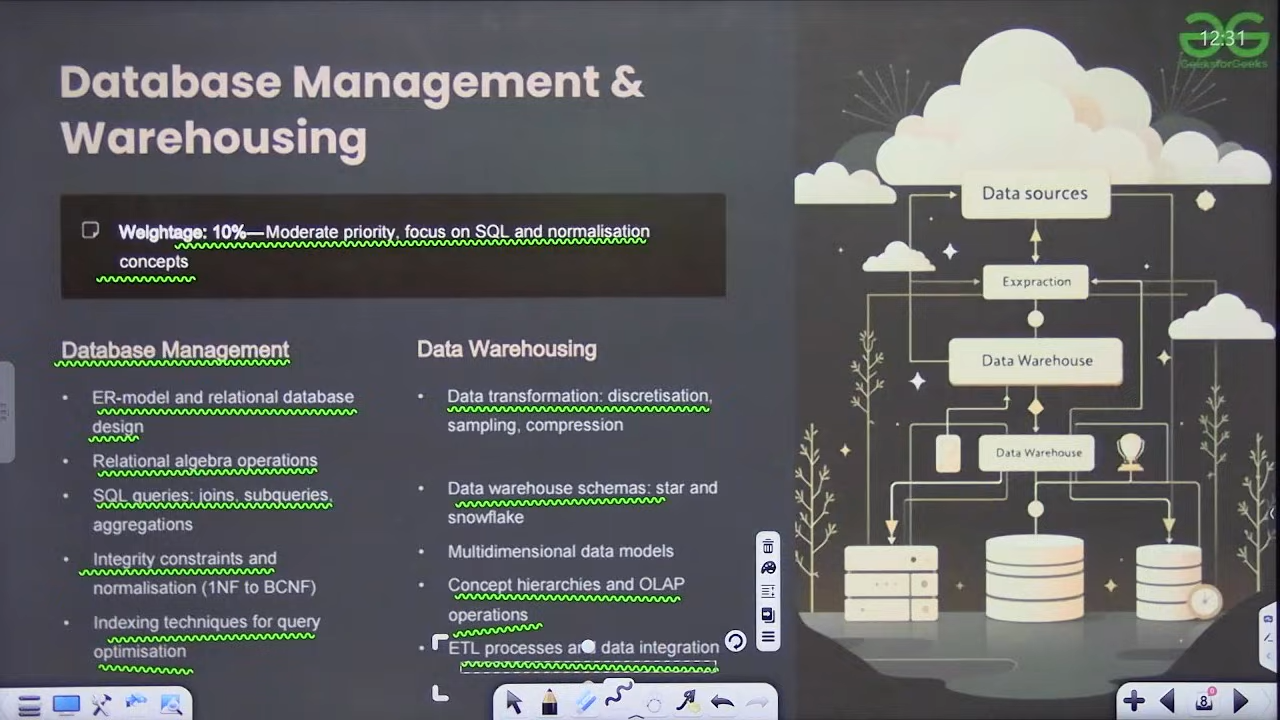 12:31
GeeksforGeeks
Database Management &
Warehousing
Weightage: 10%—Moderate priority, focus on SQL and normalisation
concepts
Database Management
• ER-model and relational database
design
• Relational algebra operations
• SQL queries: joins, subqueries,
aggregations
• Integrity constraints and
normalisation (1NF to BCNF)
• Indexing techniques for query
optimisation
Data Warehousing
• Data transformation: discretisation,
sampling, compression
• Data warehouse schemas: star and
snowflake
• Multidimensional data models
• Concept hierarchies and OLAP
operations
• ETL processes and data integration
Data sources
Exxpraction
Data Warehouse
Data Warehouse
8